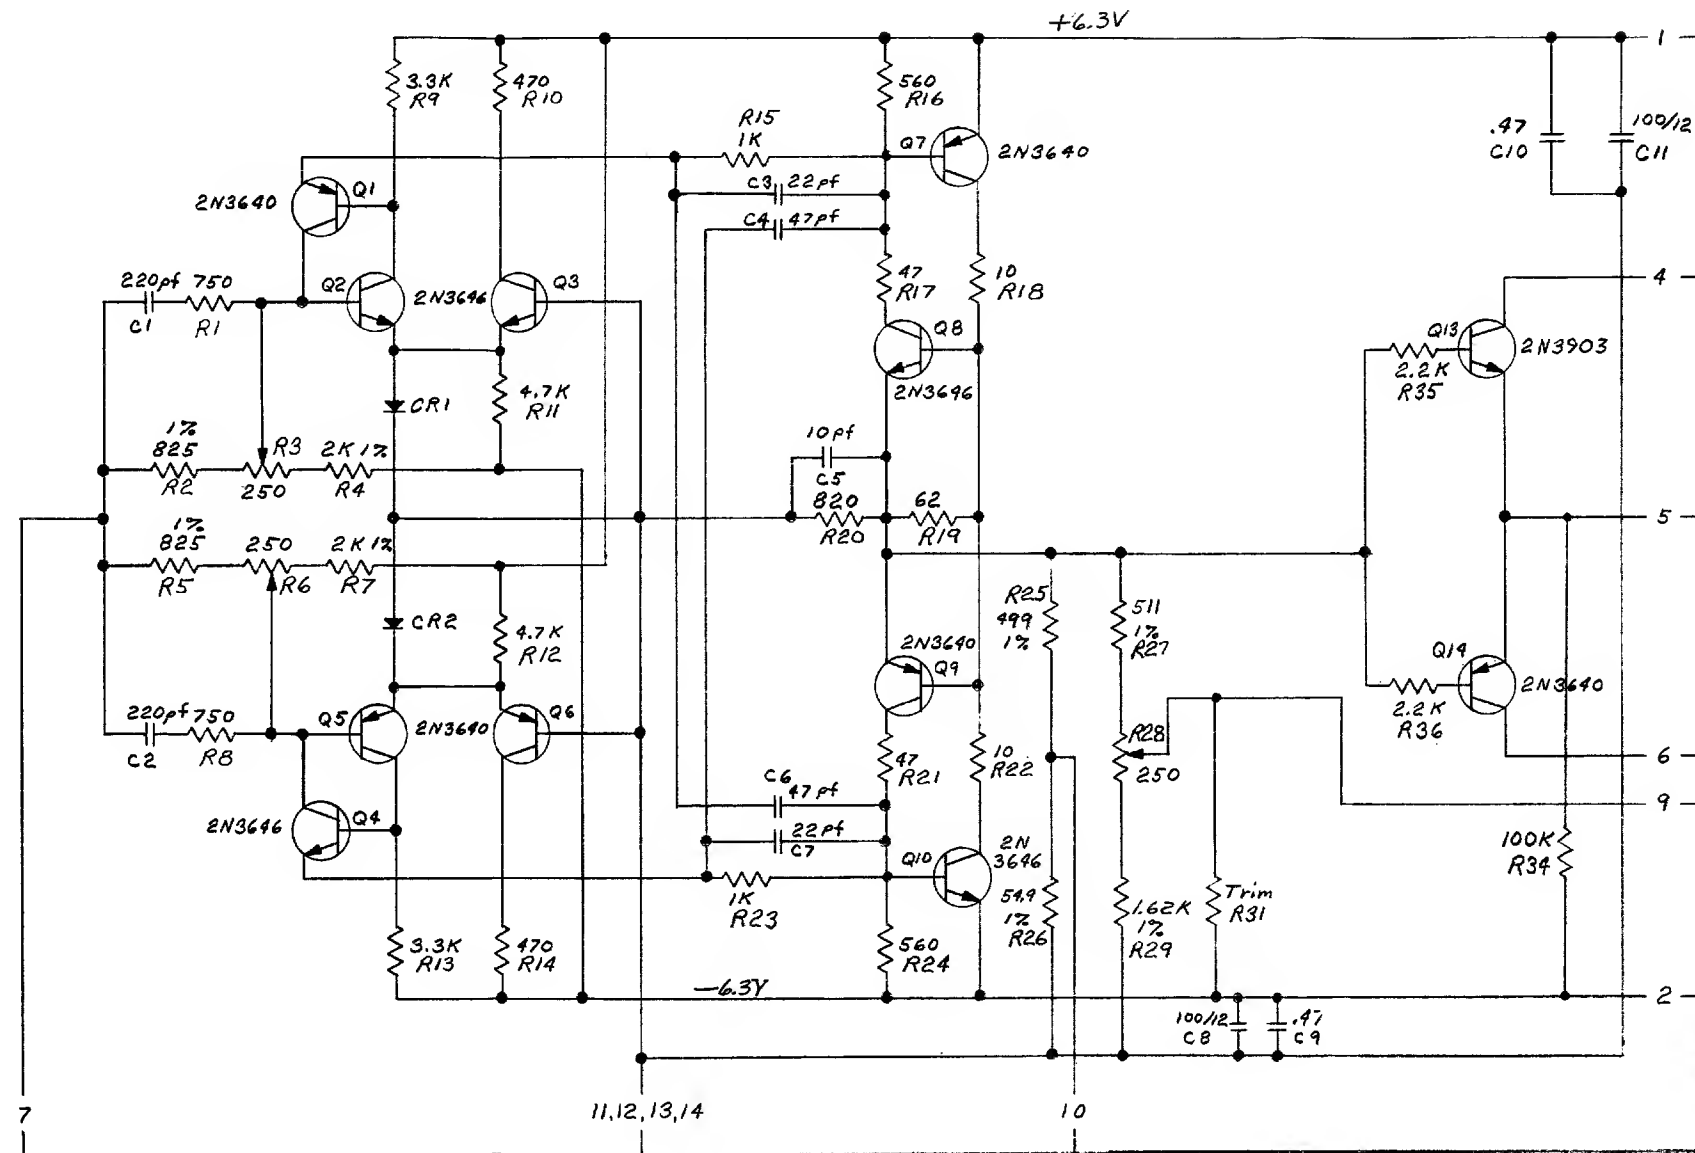 +6.3V
1
3.3K
R9
470
R10
560
R16
R15
1K
Q7
2N3640
.47
C10
100/12
C11
2N3640
Q1
C3 22pf
C4 47pf
220pf
C1
750
R1
Q2
2N3646
Q3
47
R17
10
R18
4
Q8
2N3646
Q13
2N3903
2.2K
R35
CR1
4.7K
R11
1%
825
R2
R3
250
2K 1%
R4
10pf
C5
820
R20
62
R19
5
1%
825
R5
250
R6
2K 1%
R7
CR2
4.7K
R12
R25
499
1%
511
1%
R27
2N3640
Q9
Q14
2N3640
2.2K
R36
220pf
C2
750
R8
Q5
2N3640
Q6
47
R21
10
R22
R28
250
6
9
C6
47pf
22pf
C7
2N3646
Q4
Q10
2N
3646
1K
R23
54.9
1%
R26
1.62K
1%
R29
Trim
R31
100K
R34
3.3K
R13
470
R14
560
R24
-6.3V
2
100/12
C8
.47
C9
7
11,12,13,14
10